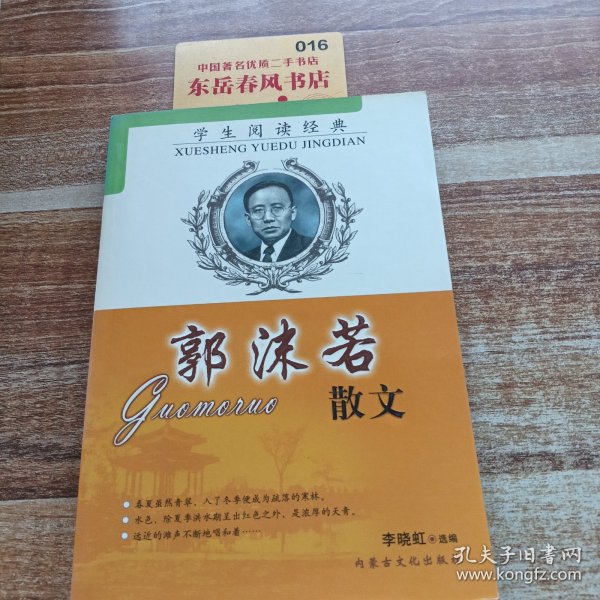 016
中国著名优质二手书店
东岳春风书店
学生阅读经典
XUESHENG YUEDU JINGDIAN
郭沫若
Guomoruo
散文
春夏虽然青翠，入了冬季便成为疏落的寒林。
水色，除夏季洪水期呈出红色之外，是浓厚的天青。
远近的滩声不断地唱和着……
李晓虹 选编
内蒙古文化出版
孔夫子旧书网
www.kongfz.com